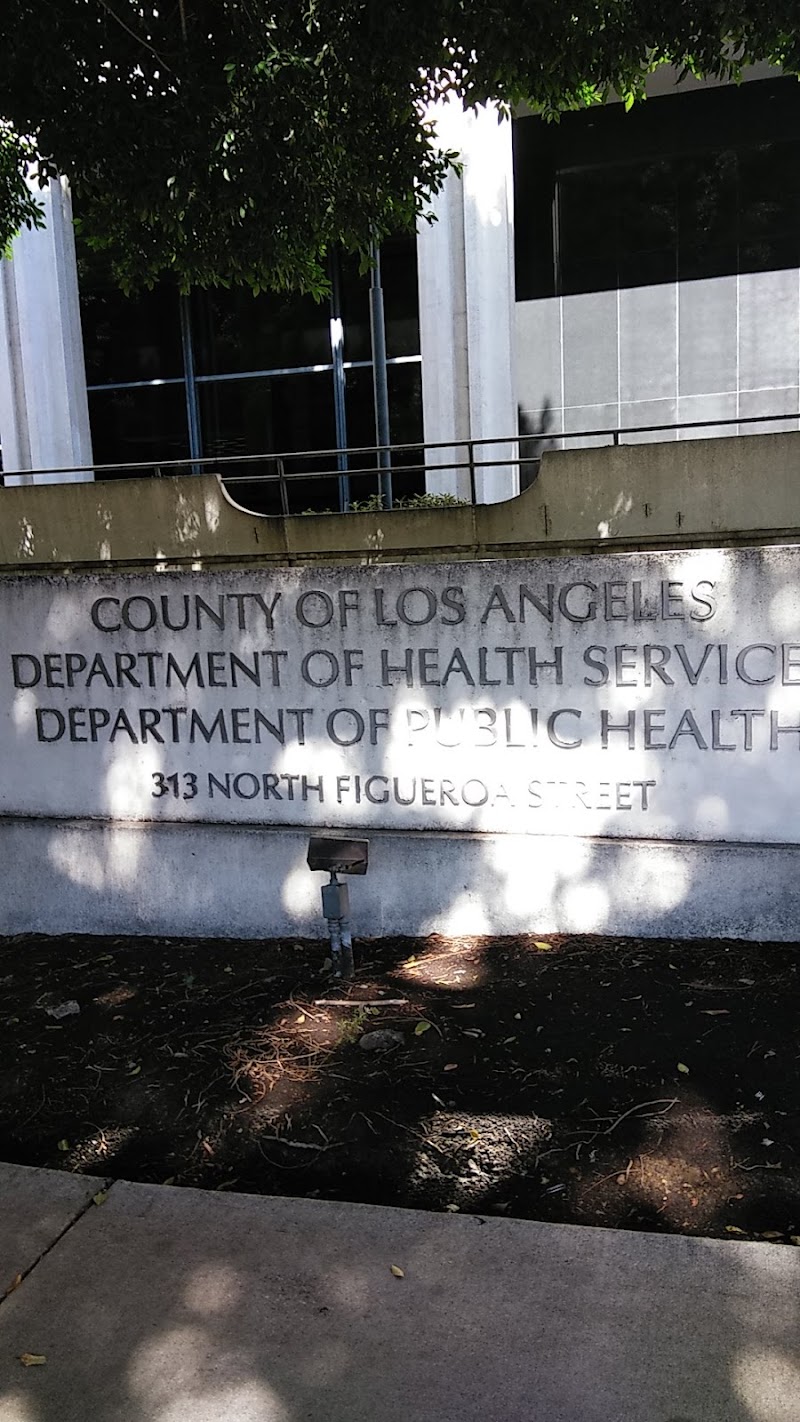 COUNTY OF LOS ANGELES
DEPARTMENT OF HEALTH SERVICE
DEPARTMENT OF PUBLIC HEALTH
313 NORTH FIGUEROA STREET